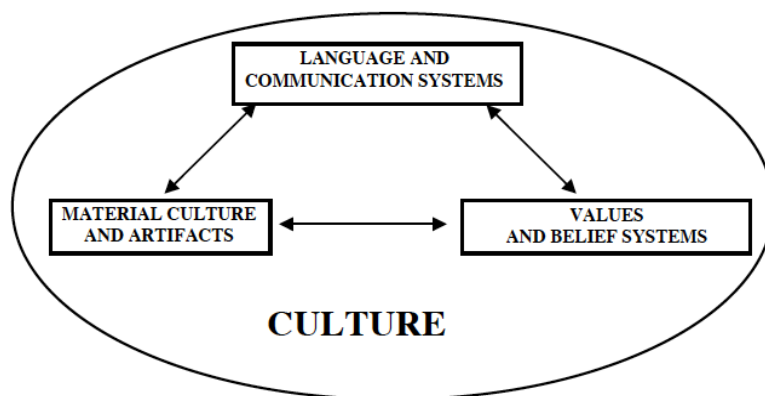 LANGUAGE AND
COMMUNICATION SYSTEMS
MATERIAL CULTURE
AND ARTIFACTS
VALUES
AND BELIEF SYSTEMS
CULTURE